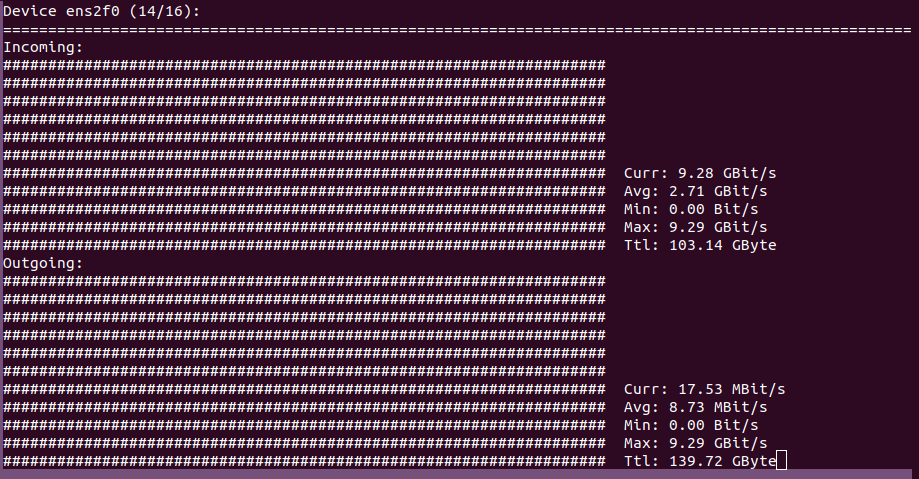 Device ens2f0 (14/16):
=====================================================================================================
Incoming:
###################################################################
###################################################################
###################################################################
###################################################################
###################################################################
###################################################################
###################################################################  Curr: 9.28 GBit/s
###################################################################  Avg: 2.71 GBit/s
###################################################################  Min: 0.00 Bit/s
###################################################################  Max: 9.29 GBit/s
###################################################################  Ttl: 103.14 GByte
Outgoing:
###################################################################
###################################################################
###################################################################
###################################################################
###################################################################
###################################################################
###################################################################  Curr: 17.53 MBit/s
###################################################################  Avg: 8.73 MBit/s
###################################################################  Min: 0.00 Bit/s
###################################################################  Max: 9.29 GBit/s
###################################################################  Ttl: 139.72 GByte